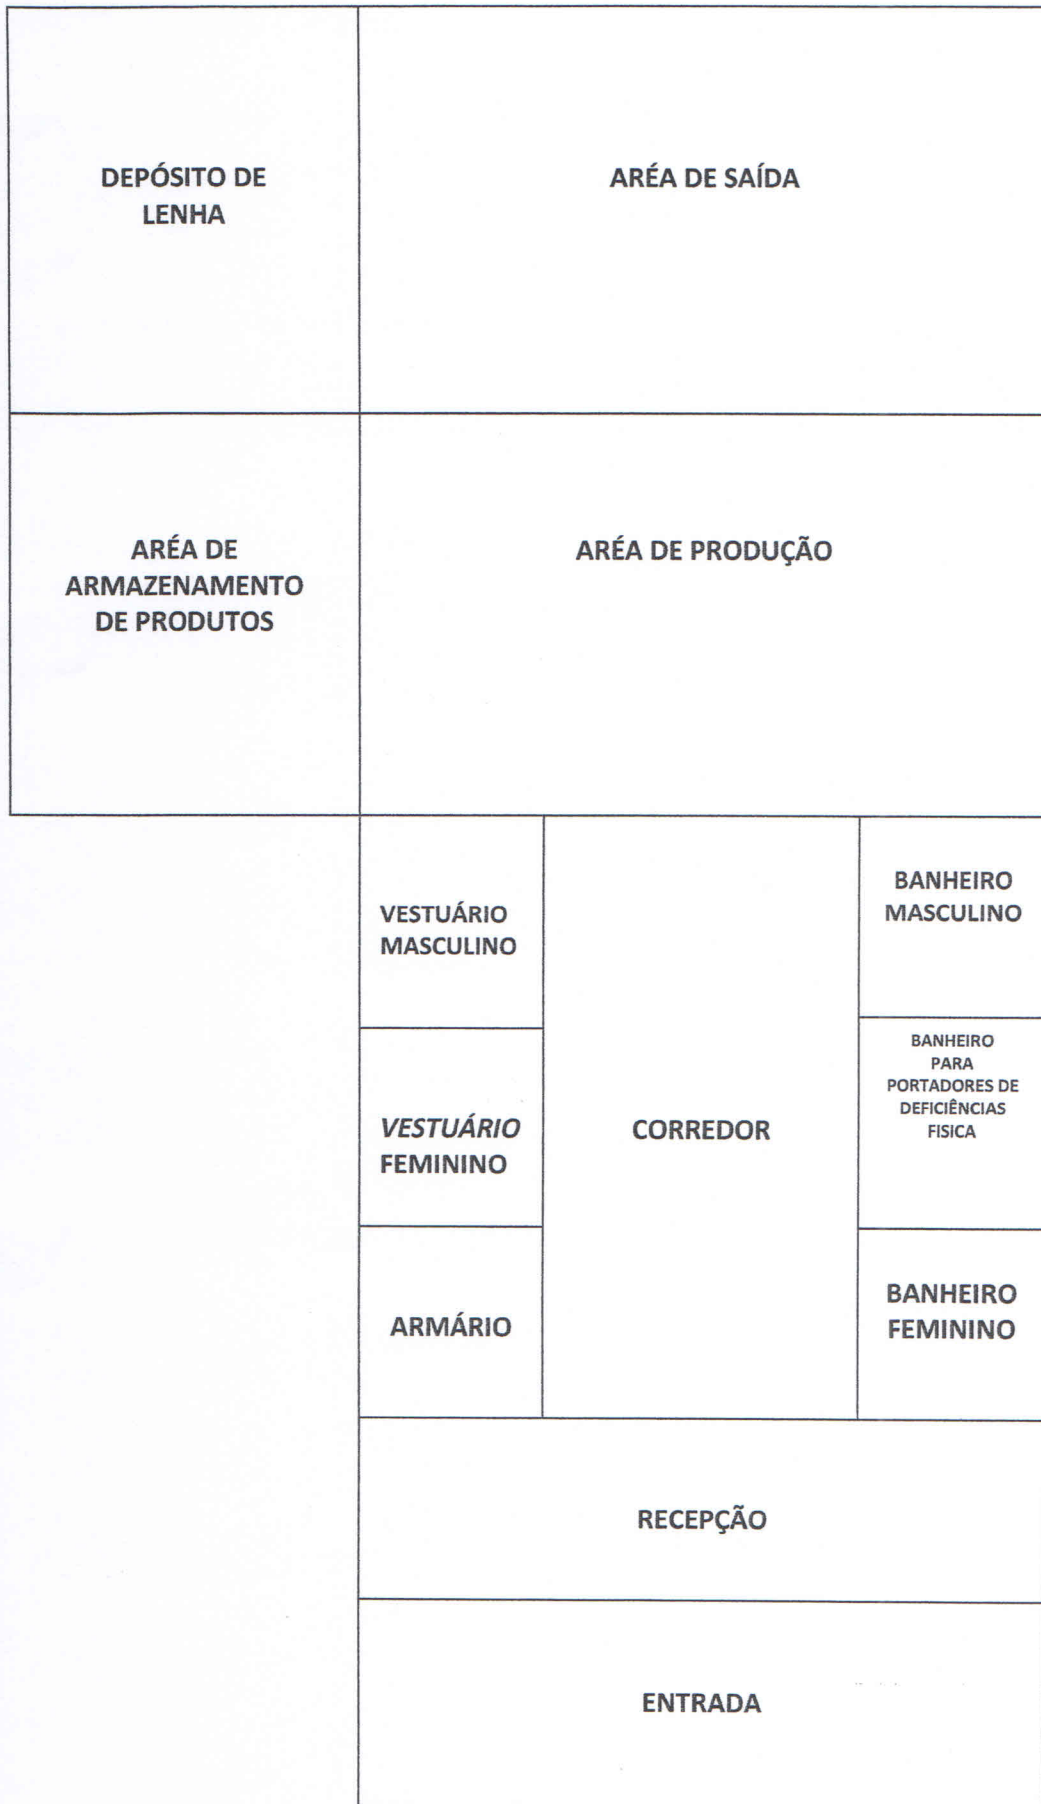 DEPÓSITO DE
LENHA
ARÉA DE SAÍDA
ARÉA DE
ARMAZENAMENTO
DE PRODUTOS
ARÉA DE PRODUÇÃO
VESTUÁRIO
MASCULINO
BANHEIRO
MASCULINO
VESTUÁRIO
FEMININO
CORREDOR
BANHEIRO
PARA
PORTADORES DE
DEFICIÊNCIAS
FISICA
ARMÁRIO
BANHEIRO
FEMININO
RECEPÇÃO
ENTRADA